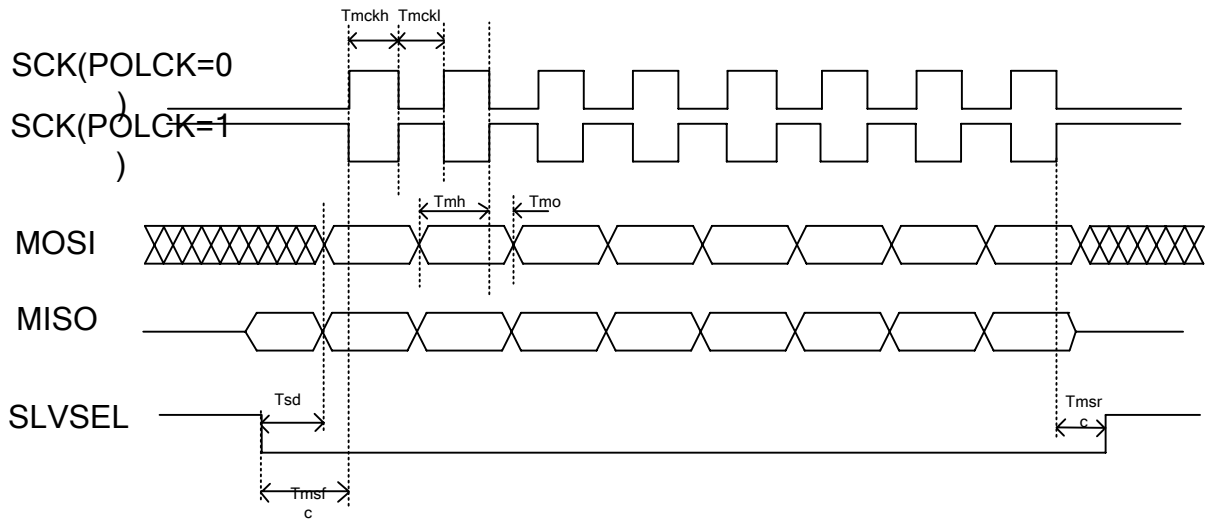 Tmckh Tmckl
SCK(POLCK=0
)
SCK(POLCK=1
)
Tmh Tmo
MOSI
MISO
Tsd
SLVSEL
Tmsr
c
Tmsf
c